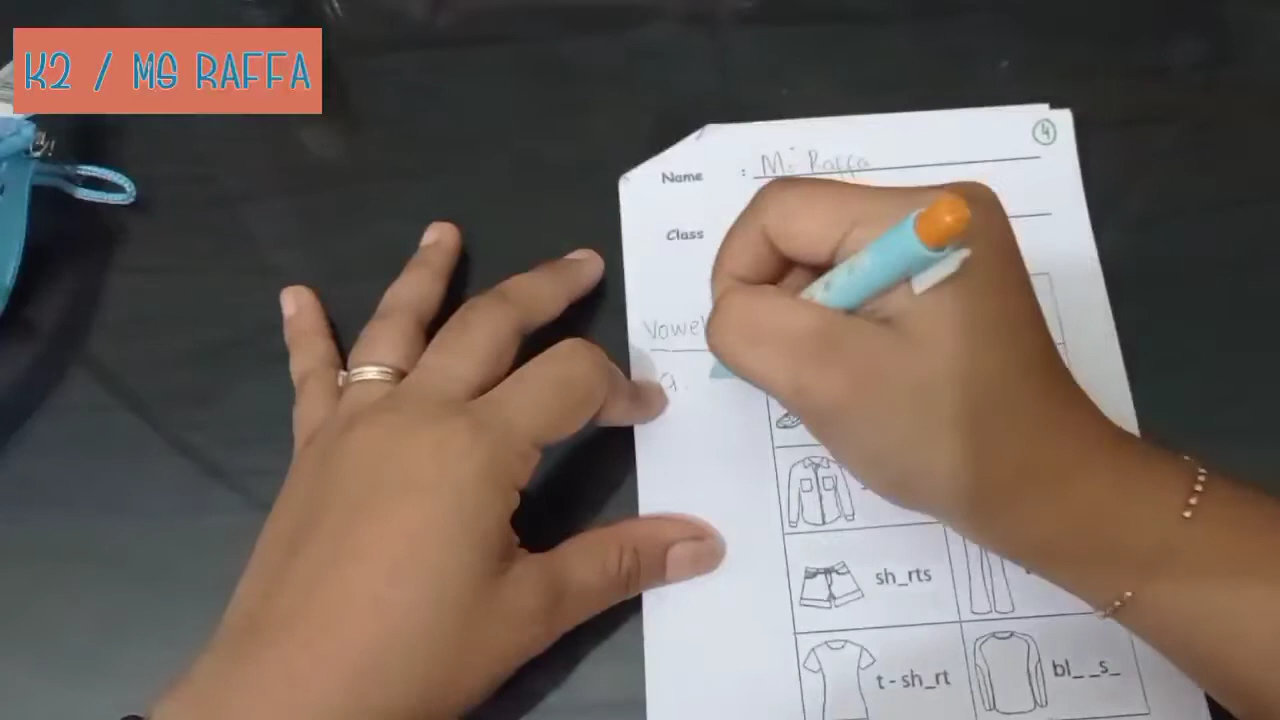 K2 / MS RAFFA
4
Name : Ms Raffa
Class
Vowel
a.
sh_rts
t-sh_rt
bl__s_